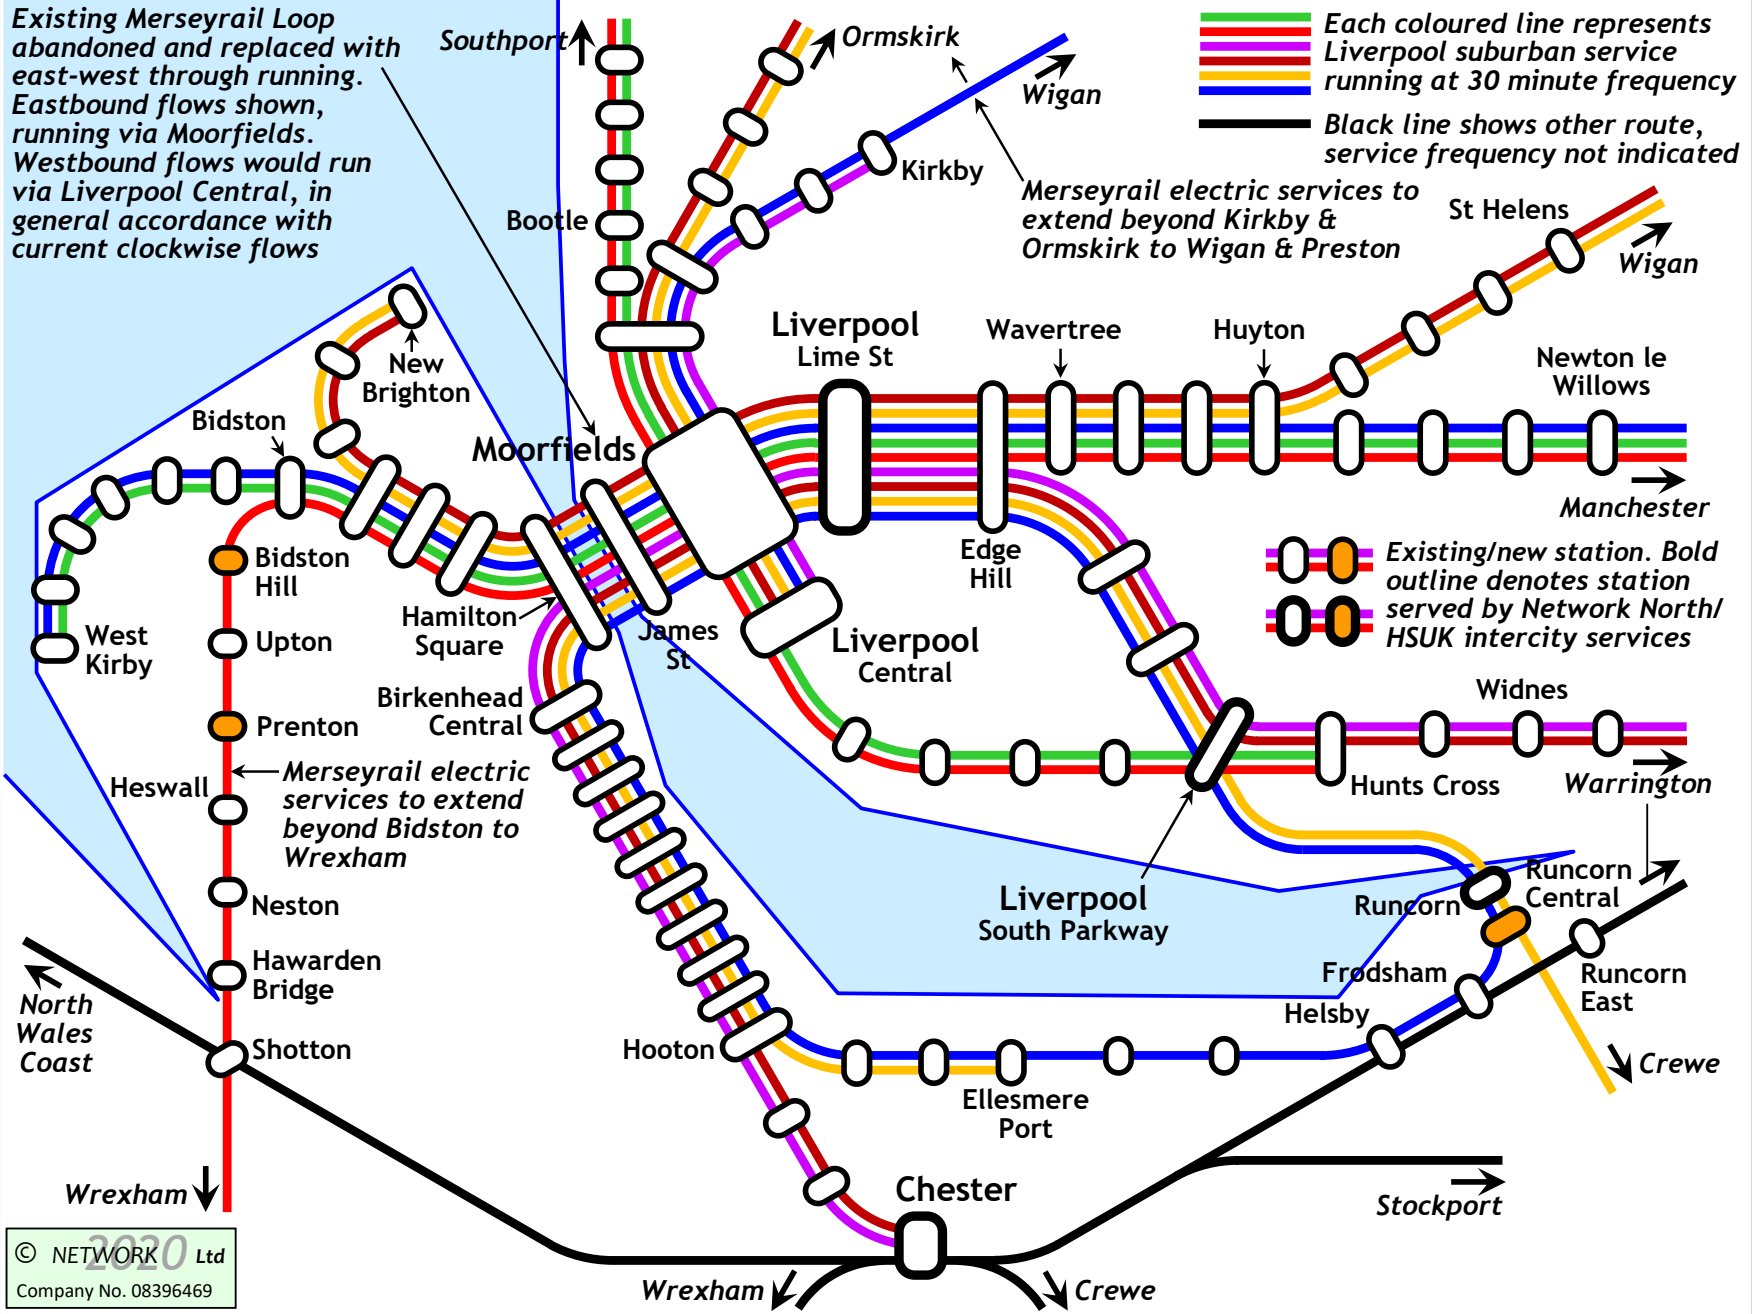 Existing Merseyrail Loop
abandoned and replaced with
east-west through running.
Eastbound flows shown,
running via Moorfields.
Westbound flows would run
via Liverpool Central, in
general accordance with
current clockwise flows
Southport
Ormskirk
Wigan
Each coloured line represents
Liverpool suburban service
running at 30 minute frequency
Black line shows other route,
service frequency not indicated
Kirkby
Merseyrail electric services to
extend beyond Kirkby &
Ormskirk to Wigan & Preston
Bootle
St Helens
Wigan
New
Brighton
Bidston
Moorfields
Liverpool
Lime St
Wavertree
Huyton
Newton le
Willows
Manchester
Edge
Hill
Existing/new station. Bold
outline denotes station
served by Network North/
HSUK intercity services
Bidston
Hill
Hamilton
Square
James
St
Liverpool
Central
West
Kirby
Upton
Birkenhead
Central
Widnes
Prenton
Heswall
Merseyrail electric
services to extend
beyond Bidston to
Wrexham
Hunts Cross
Warrington
Liverpool
South Parkway
Runcorn
Runcorn
Central
Neston
Hawarden
Bridge
North
Wales
Coast
Shotton
Hooton
Frodsham
Helsby
Runcorn
East
Crewe
Ellesmere
Port
Wrexham
Chester
Stockport
Wrexham
Crewe
© NETWORK 2020 Ltd
Company No. 08396469